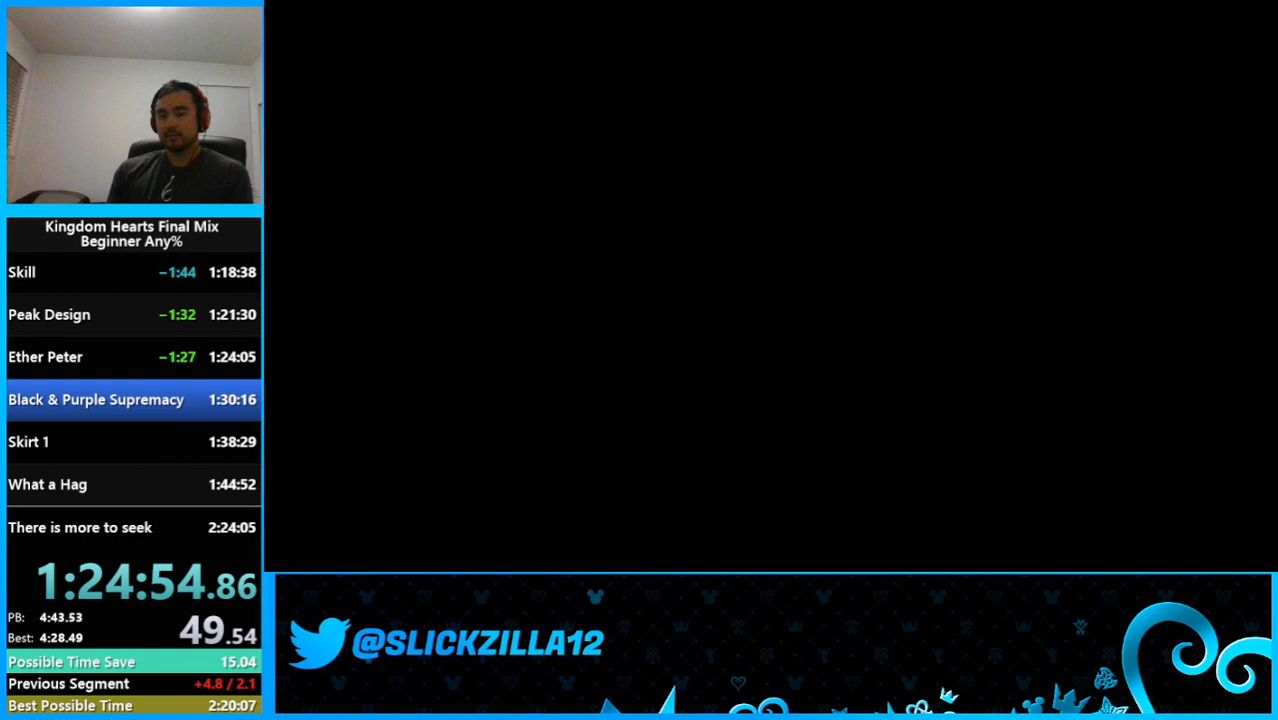 Kingdom Hearts Final Mix
Beginner Any%
Skill −1:44 1:18:38
Peak Design −1:32 1:21:30
Ether Peter −1:27 1:24:05
Black & Purple Supremacy 1:30:16
Skirt 1 1:38:29
What a Hag 1:44:52
There is more to seek 2:24:05
1:24:54.86
PB: 4:43.53
Best: 4:28.49
49.54
Possible Time Save 15.04
Previous Segment +4.8 / 2.1
Best Possible Time 2:20:07
@SLICKZILLA12